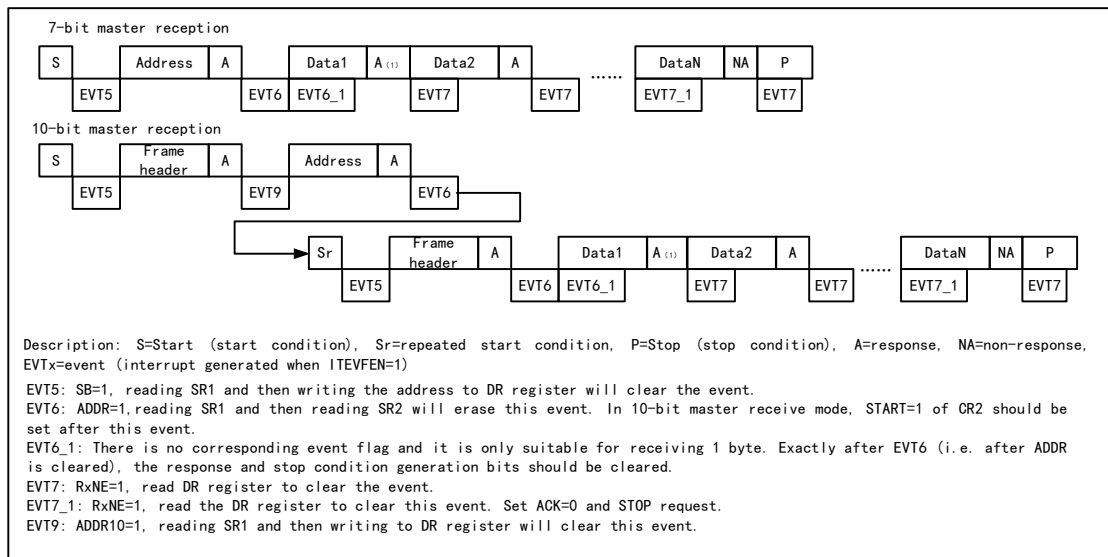 7-bit master reception
S Address A Data1 A(1) Data2 A ...... DataN NA P
EVT5 EVT6 EVT6_1 EVT7 EVT7 EVT7_1 EVT7
10-bit master reception
S Frame header A Address A
EVT5 EVT9 EVT6
Sr Frame header A Data1 A(1) Data2 A ...... DataN NA P
EVT5 EVT6 EVT6_1 EVT7 EVT7 EVT7_1 EVT7
Description: S=Start (start condition), Sr=repeated start condition, P=Stop (stop condition), A=response, NA=non-response,
EVTx=event (interrupt generated when ITEVFEN=1)
EVT5: SB=1, reading SR1 and then writing the address to DR register will clear the event.
EVT6: ADDR=1,reading SR1 and then reading SR2 will erase this event. In 10-bit master receive mode, START=1 of CR2 should be
set after this event.
EVT6_1: There is no corresponding event flag and it is only suitable for receiving 1 byte. Exactly after EVT6 (i.e. after ADDR
is cleared), the response and stop condition generation bits should be cleared.
EVT7: RxNE=1, read DR register to clear the event.
EVT7_1: RxNE=1, read the DR register to clear this event. Set ACK=0 and STOP request.
EVT9: ADDR10=1, reading SR1 and then writing to DR register will clear this event.